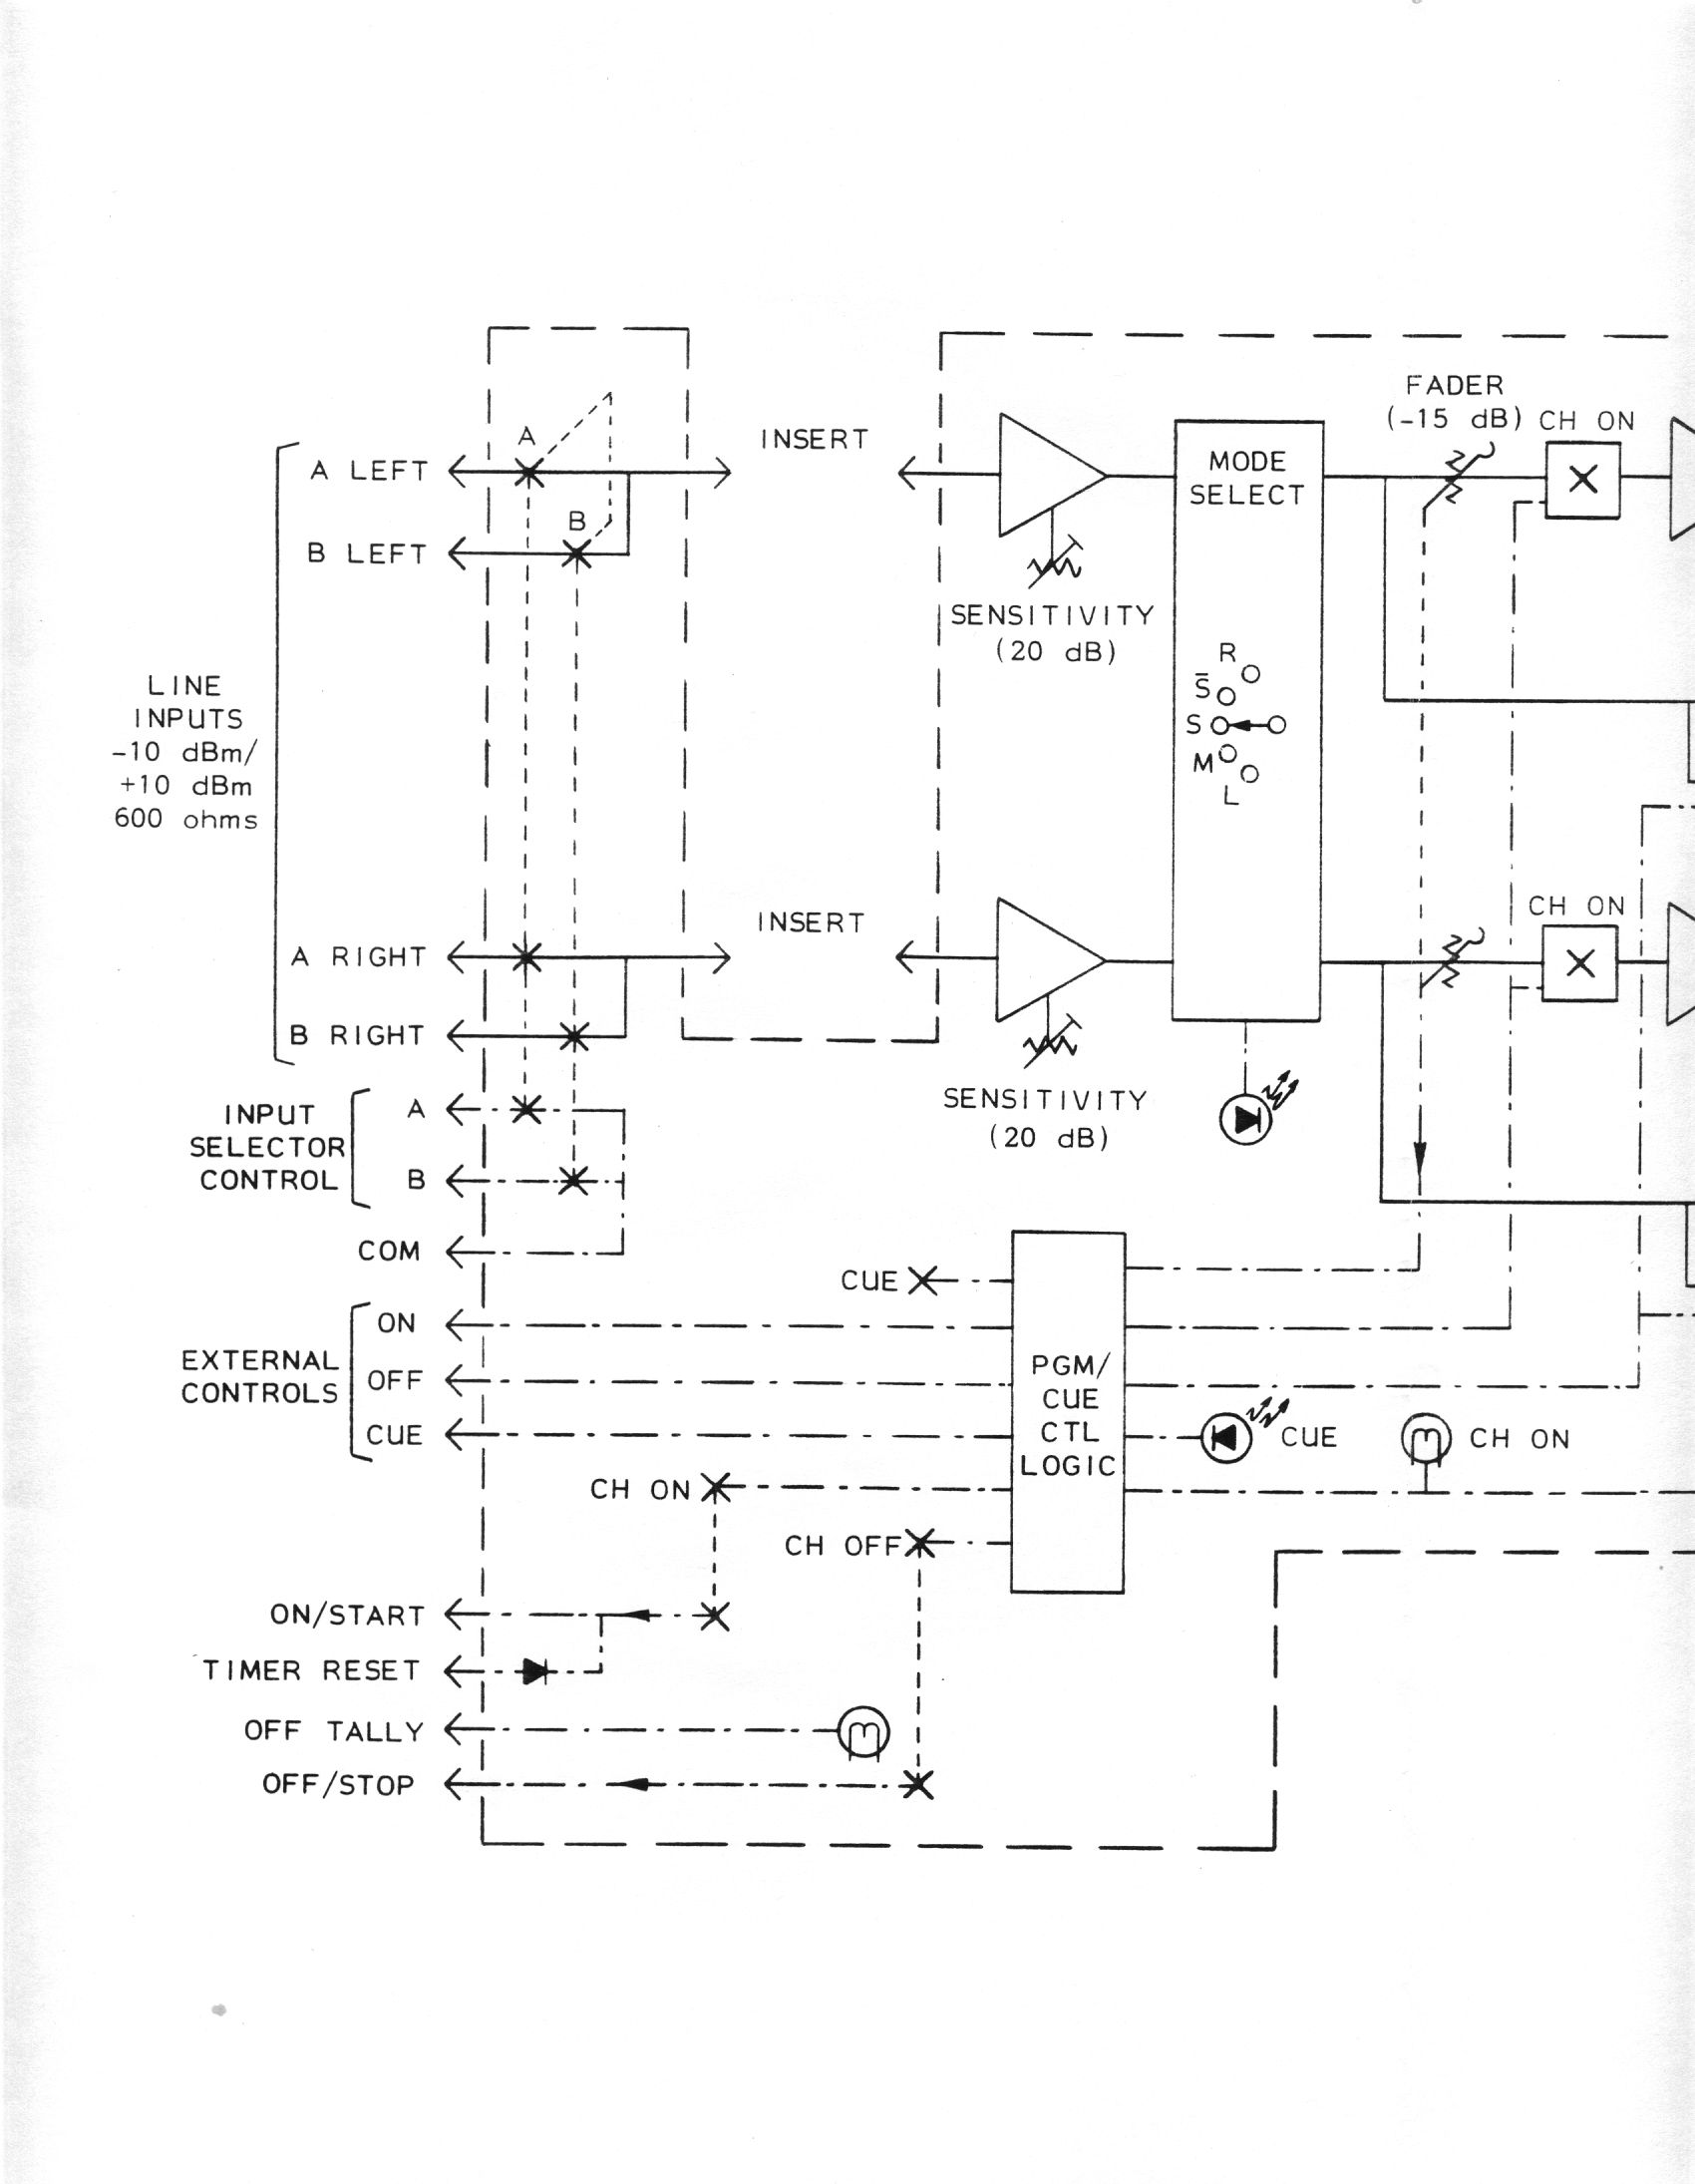 FADER
(-15 dB)
CH ON
A
INSERT
A LEFT
MODE
SELECT
B
B LEFT
SENSITIVITY
(20 dB)
R
S̅
S
M
L
LINE
INPUTS
-10 dBm/
+10 dBm
600 ohms
CH ON
INSERT
A RIGHT
B RIGHT
SENSITIVITY
(20 dB)
INPUT
SELECTOR
CONTROL
A
B
COM
CUE
EXTERNAL
CONTROLS
ON
OFF
CUE
PGM/
CUE
CTL
LOGIC
CUE
CH ON
CH ON
CH OFF
ON/START
TIMER RESET
OFF TALLY
OFF/STOP